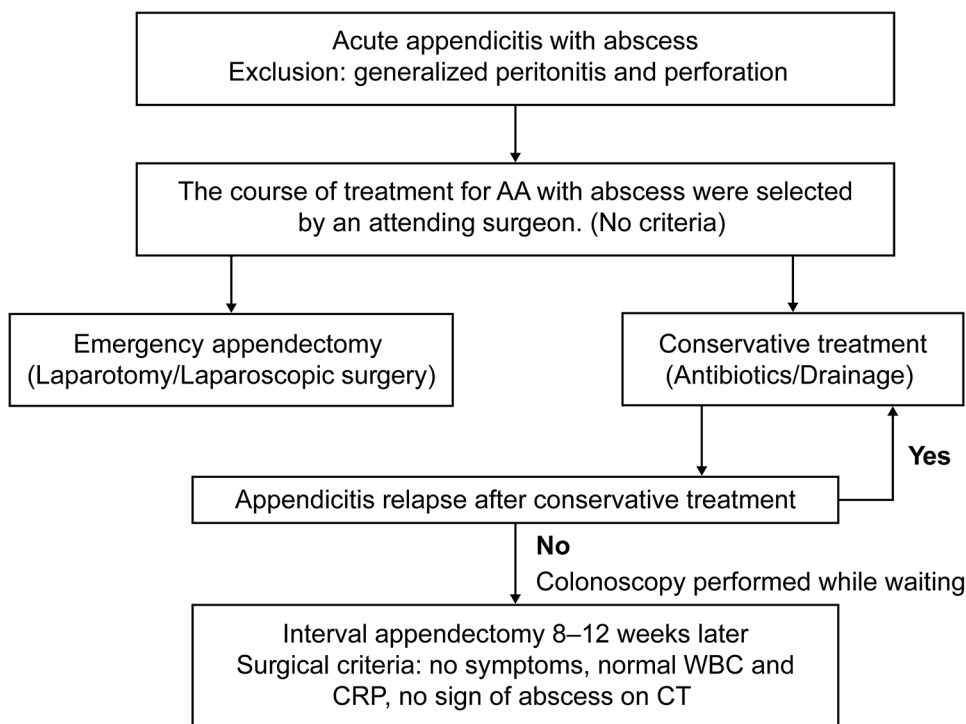 Acute appendicitis with abscess
Exclusion: generalized peritonitis and perforation
The course of treatment for AA with abscess were selected
by an attending surgeon. (No criteria)
Emergency appendectomy
(Laparotomy/Laparoscopic surgery)
Conservative treatment
(Antibiotics/Drainage)
Yes
Appendicitis relapse after conservative treatment
No
Colonoscopy performed while waiting
Interval appendectomy 8–12 weeks later
Surgical criteria: no symptoms, normal WBC and
CRP, no sign of abscess on CT